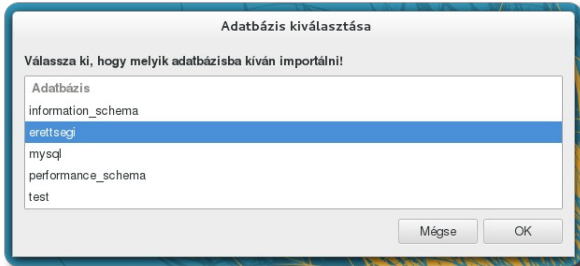 Adatbázis kiválasztása
Válassza ki, hogy melyik adatbázisba kíván importálni!
Adatbázis
information_schema
erettsegi
mysql
performance_schema
test
Mégse OK